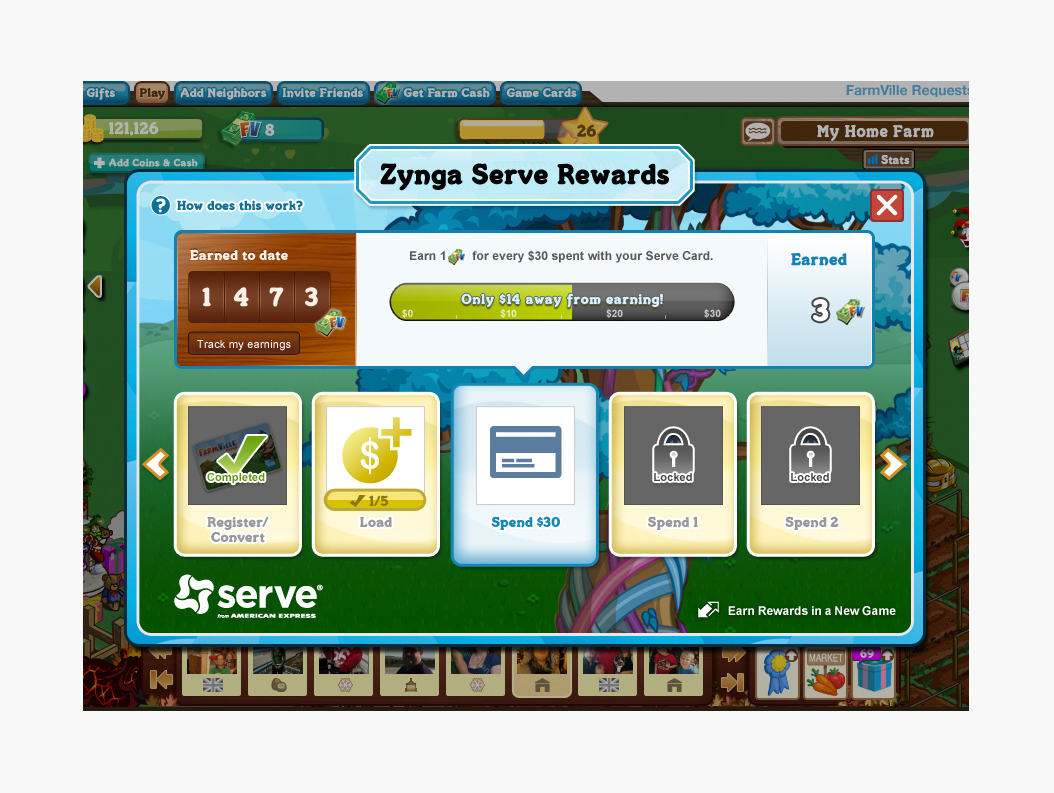 Gifts
Play
Add Neighbors
Invite Friends
FV Get Farm Cash
Game Cards
FarmVille Requests
121,126
FV 8
26
My Home Farm
Add Coins & Cash
Stats
Zynga Serve Rewards
? How does this work?
Earned to date
1 4 7 3
FV
Track my earnings
Earn 1 FV for every $30 spent with your Serve Card.
Only $14 away from earning!
$0 $10 $20 $30
Earned
3 FV
FARMVILLE
Completed
Register/
Convert
$
1/5
Load
Spend $30
Locked
Spend 1
Locked
Spend 2
serve®
from AMERICAN EXPRESS
Earn Rewards in a New Game
MARKET
69